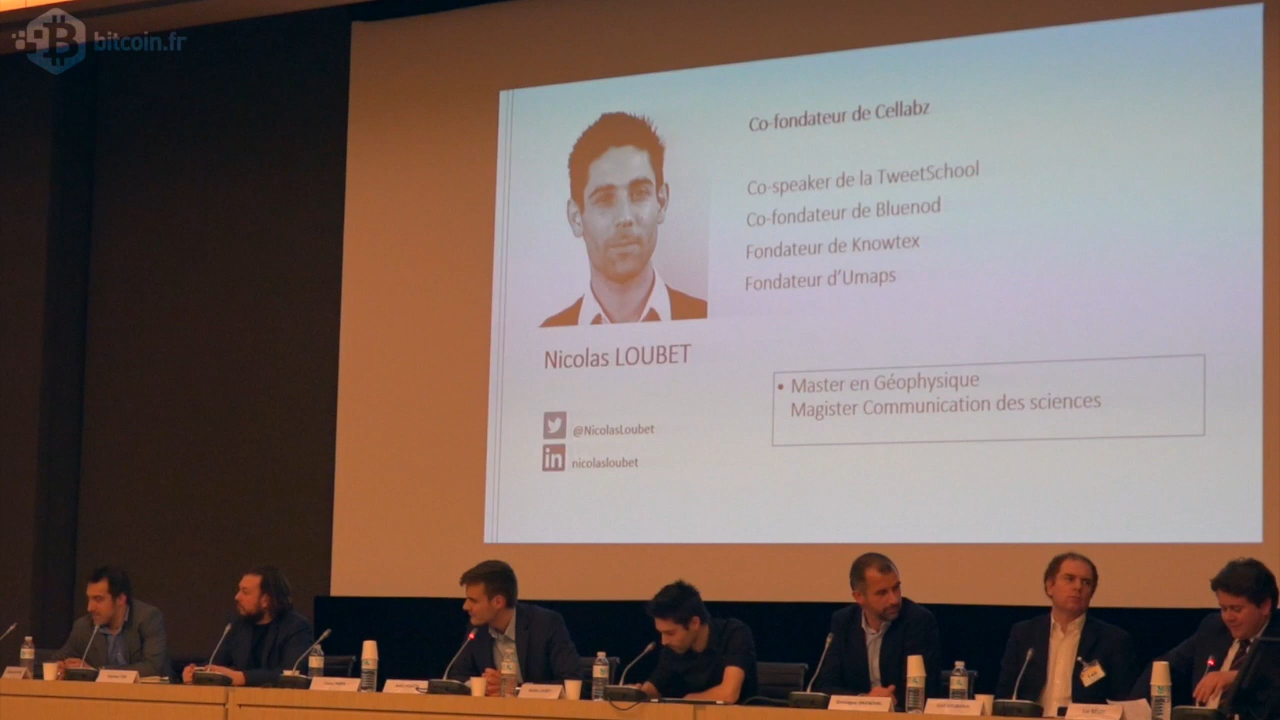 bitcoin.fr
Co-fondateur de Cellabz
Co-speaker de la TweetSchool
Co-fondateur de Bluenod
Fondateur de Knowtex
Fondateur d'Umaps
Nicolas LOUBET
@NicolasLoubet
in nicolasloubet
• Master en Géophysique
Magister Communication des sciences